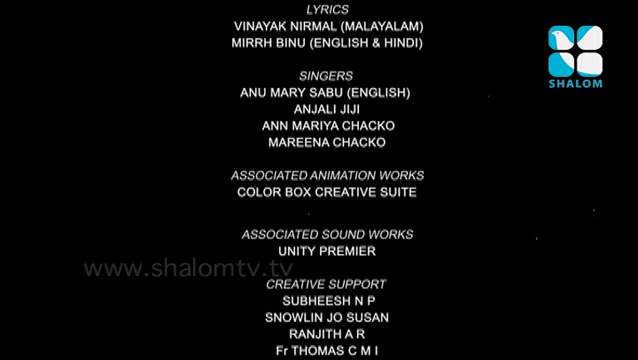 LYRICS
VINAYAK NIRMAL (MALAYALAM)
MIRRH BINU (ENGLISH & HINDI)
SHALOM
SINGERS
ANU MARY SABU (ENGLISH)
ANJALI JIJI
ANN MARIYA CHACKO
MAREENA CHACKO
ASSOCIATED ANIMATION WORKS
COLOR BOX CREATIVE SUITE
ASSOCIATED SOUND WORKS
UNITY PREMIER
www.shalomtv.tv
CREATIVE SUPPORT
SUBHEESH N P
SNOWLIN JO SUSAN
RANJITH A R
Fr THOMAS C M I